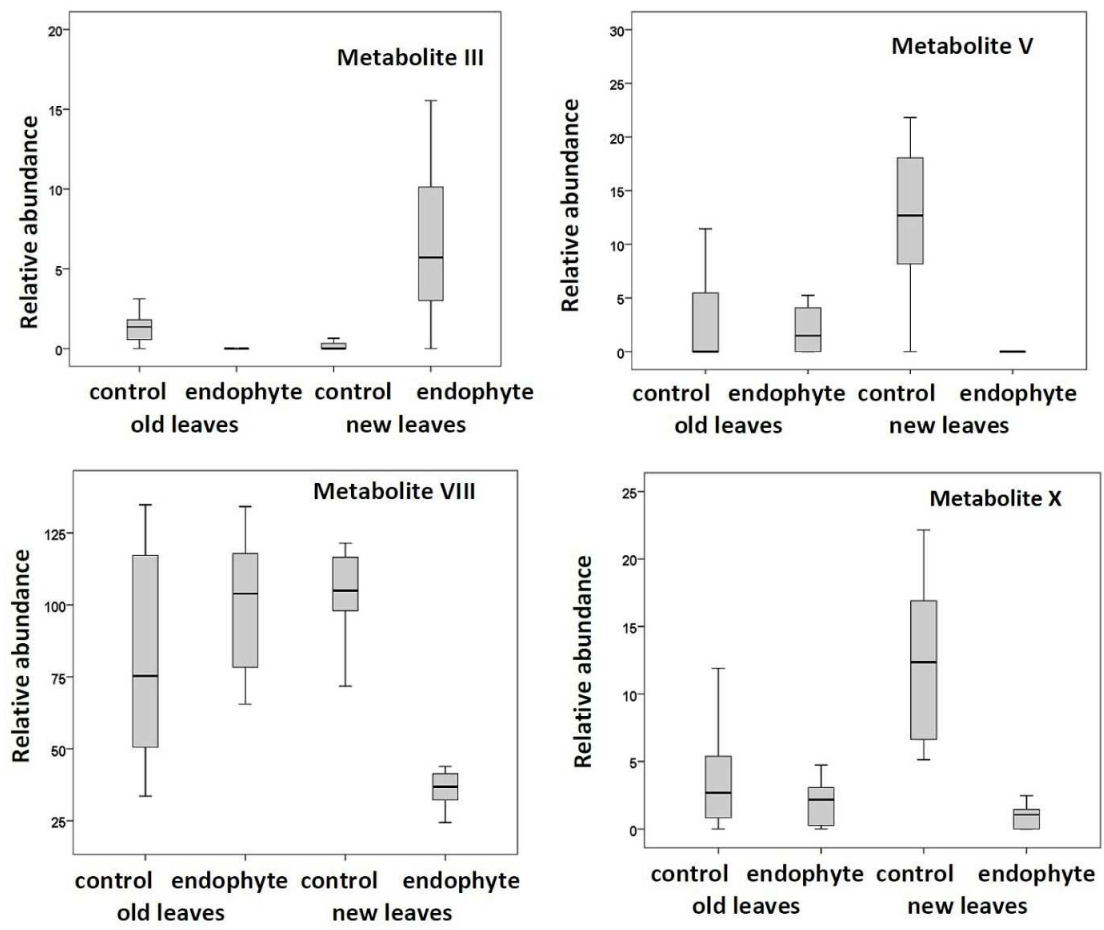 Metabolite III
Relative abundance
20
15
10
5
0
control endophyte control endophyte
old leaves new leaves
Metabolite V
Relative abundance
30
25
20
15
10
5
0
control endophyte control endophyte
old leaves new leaves
Metabolite VIII
Relative abundance
125
100
75
50
25
control endophyte control endophyte
old leaves new leaves
Metabolite X
Relative abundance
25
20
15
10
5
0
control endophyte control endophyte
old leaves new leaves